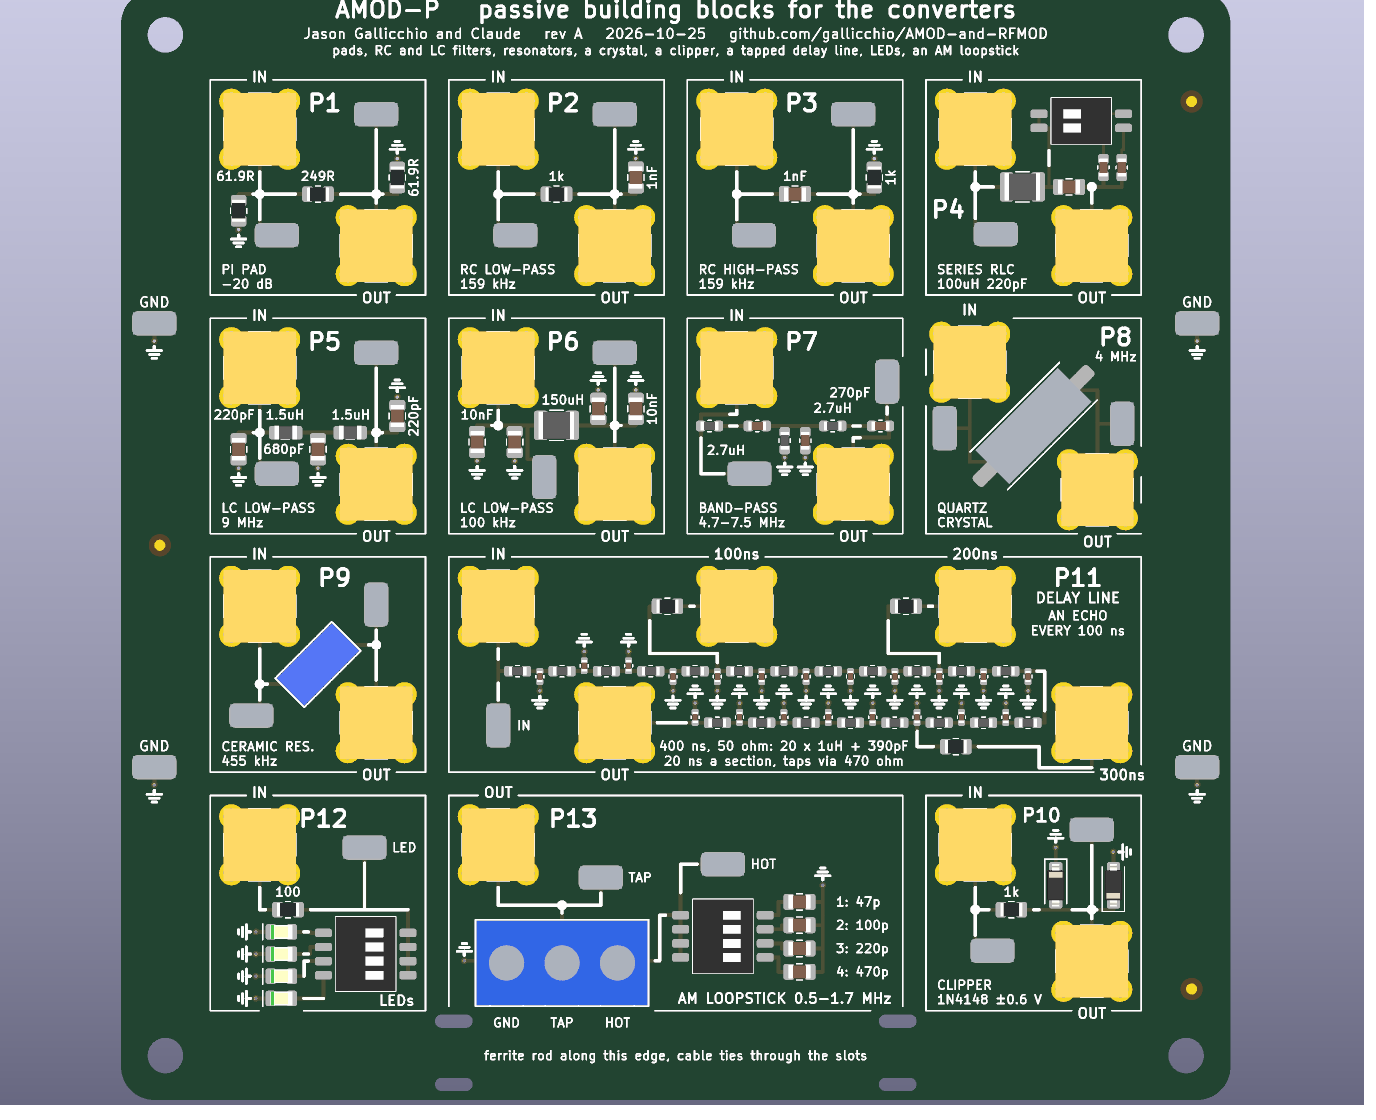 AMOD-P passive building blocks for the converters
Jason Gallicchio and Claude rev A 2026-10-25 github.com/gallicchio/AMOD-and-RFMOD
pads, RC and LC filters, resonators, a crystal, a clipper, a tapped delay line, LEDs, an AM loopstick
IN
P1
61.9R
249R
61.9R
PI PAD
-20 dB
OUT
IN
P2
1k
1nF
RC LOW-PASS
159 kHz
OUT
IN
P3
1nF
1k
RC HIGH-PASS
159 kHz
OUT
IN
P4
SERIES RLC
100uH 220pF
OUT
GND
GND
IN
P5
220pF
1.5uH
1.5uH
220pF
680pF
LC LOW-PASS
9 MHz
OUT
IN
P6
150uH
10nF
10nF
LC LOW-PASS
100 kHz
OUT
IN
P7
270pF
2.7uH
2.7uH
BAND-PASS
4.7-7.5 MHz
OUT
IN
P8
4 MHz
QUARTZ
CRYSTAL
OUT
IN
P9
CERAMIC RES.
455 kHz
OUT
IN
100ns
200ns
P11
DELAY LINE
AN ECHO
EVERY 100 ns
IN
400 ns, 50 ohm: 20 x 1uH + 390pF
20 ns a section, taps via 470 ohm
OUT
300ns
GND
GND
IN
P12
LED
100
LEDs
OUT
P13
TAP
HOT
1: 47p
2: 100p
3: 220p
4: 470p
AM LOOPSTICK 0.5-1.7 MHz
GND
TAP
HOT
IN
P10
1k
CLIPPER
1N4148 ±0.6 V
OUT
ferrite rod along this edge, cable ties through the slots